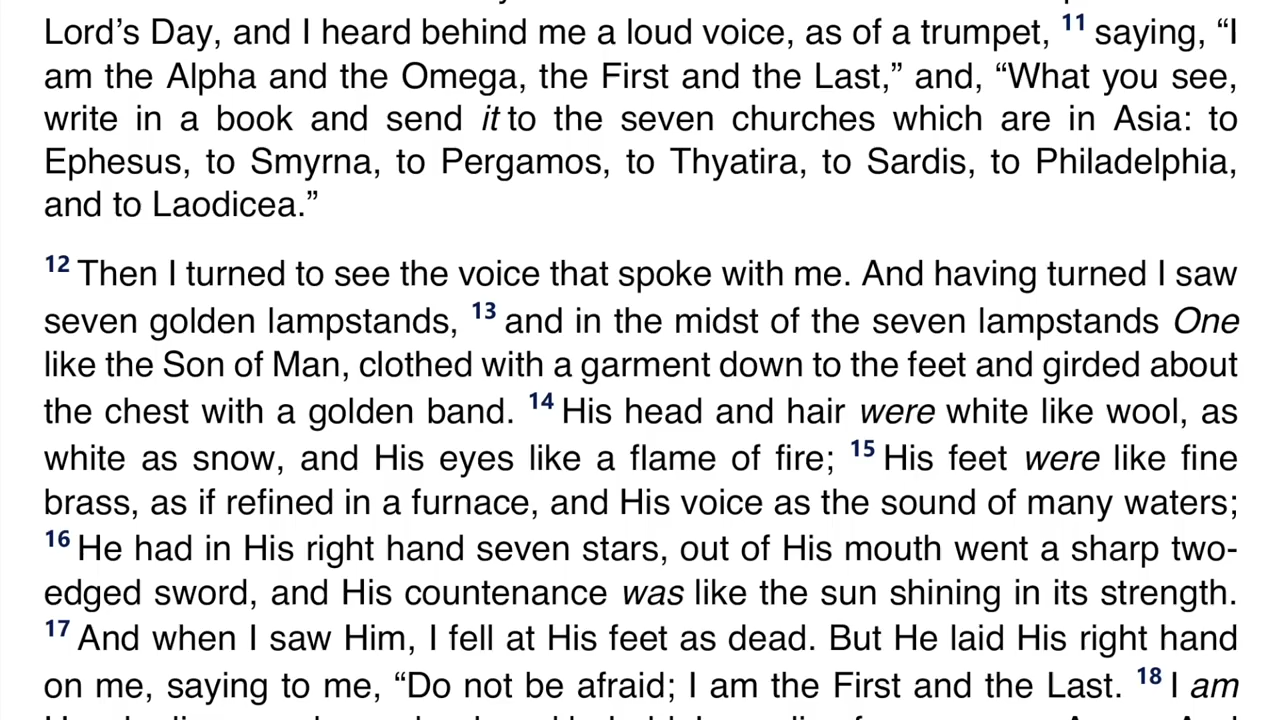 Lord’s Day, and I heard behind me a loud voice, as of a trumpet, 11 saying, “I
am the Alpha and the Omega, the First and the Last,” and, “What you see,
write in a book and send it to the seven churches which are in Asia: to
Ephesus, to Smyrna, to Pergamos, to Thyatira, to Sardis, to Philadelphia,
and to Laodicea.”
12 Then I turned to see the voice that spoke with me. And having turned I saw
seven golden lampstands, 13 and in the midst of the seven lampstands One
like the Son of Man, clothed with a garment down to the feet and girded about
the chest with a golden band. 14 His head and hair were white like wool, as
white as snow, and His eyes like a flame of fire; 15 His feet were like fine
brass, as if refined in a furnace, and His voice as the sound of many waters;
16 He had in His right hand seven stars, out of His mouth went a sharp two-
edged sword, and His countenance was like the sun shining in its strength.
17 And when I saw Him, I fell at His feet as dead. But He laid His right hand
on me, saying to me, “Do not be afraid; I am the First and the Last. 18 I am